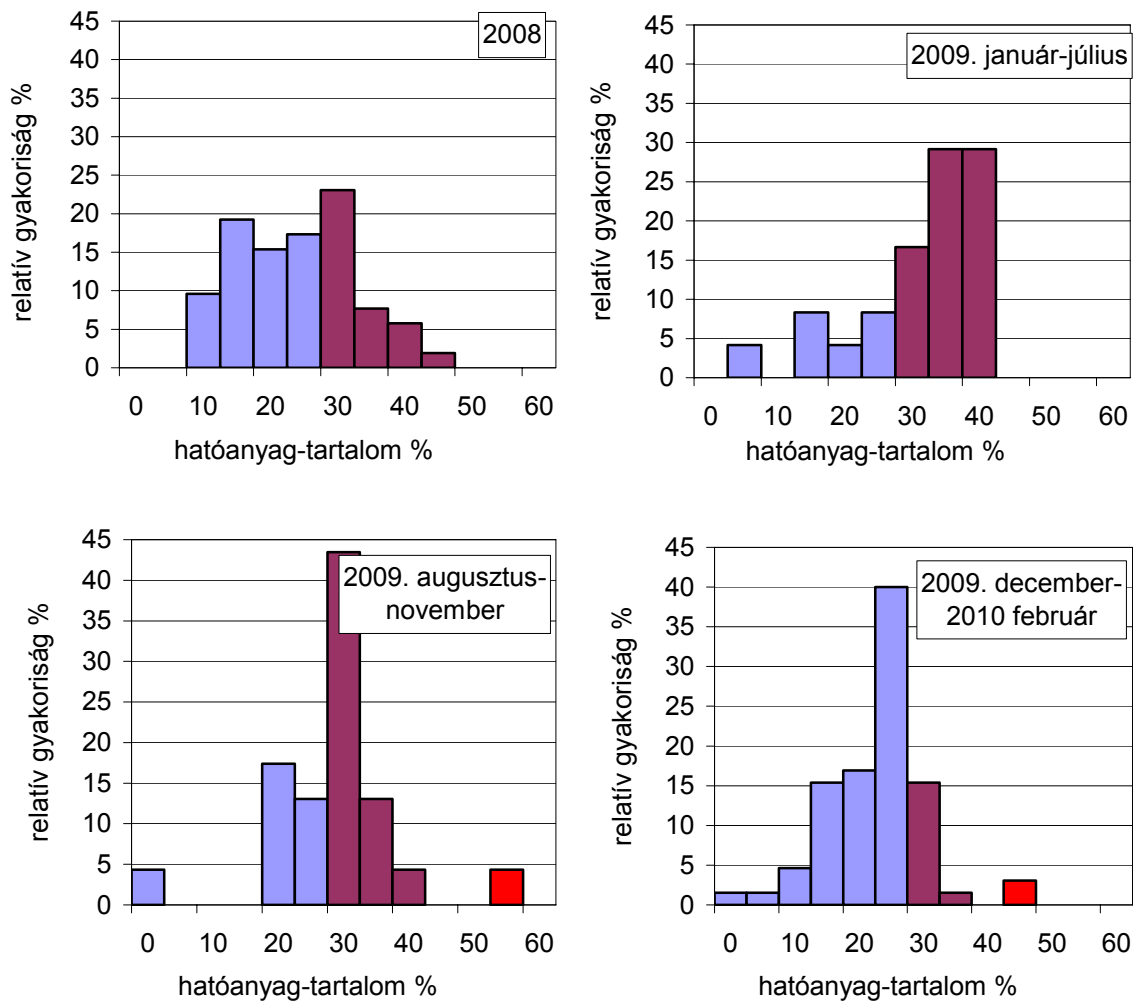 2008
45
40
35
30
25
20
15
10
5
0
relatív gyakoriság %
0 10 20 30 40 50 60
hatóanyag-tartalom %
2009. január-július
45
40
35
30
25
20
15
10
5
0
relatív gyakoriság %
0 10 20 30 40 50 60
hatóanyag-tartalom %
2009. augusztus-
november
45
40
35
30
25
20
15
10
5
0
relatív gyakoriság %
0 10 20 30 40 50 60
hatóanyag-tartalom %
2009. december-
2010 február
45
40
35
30
25
20
15
10
5
0
relatív gyakoriság %
0 10 20 30 40 50 60
hatóanyag-tartalom %